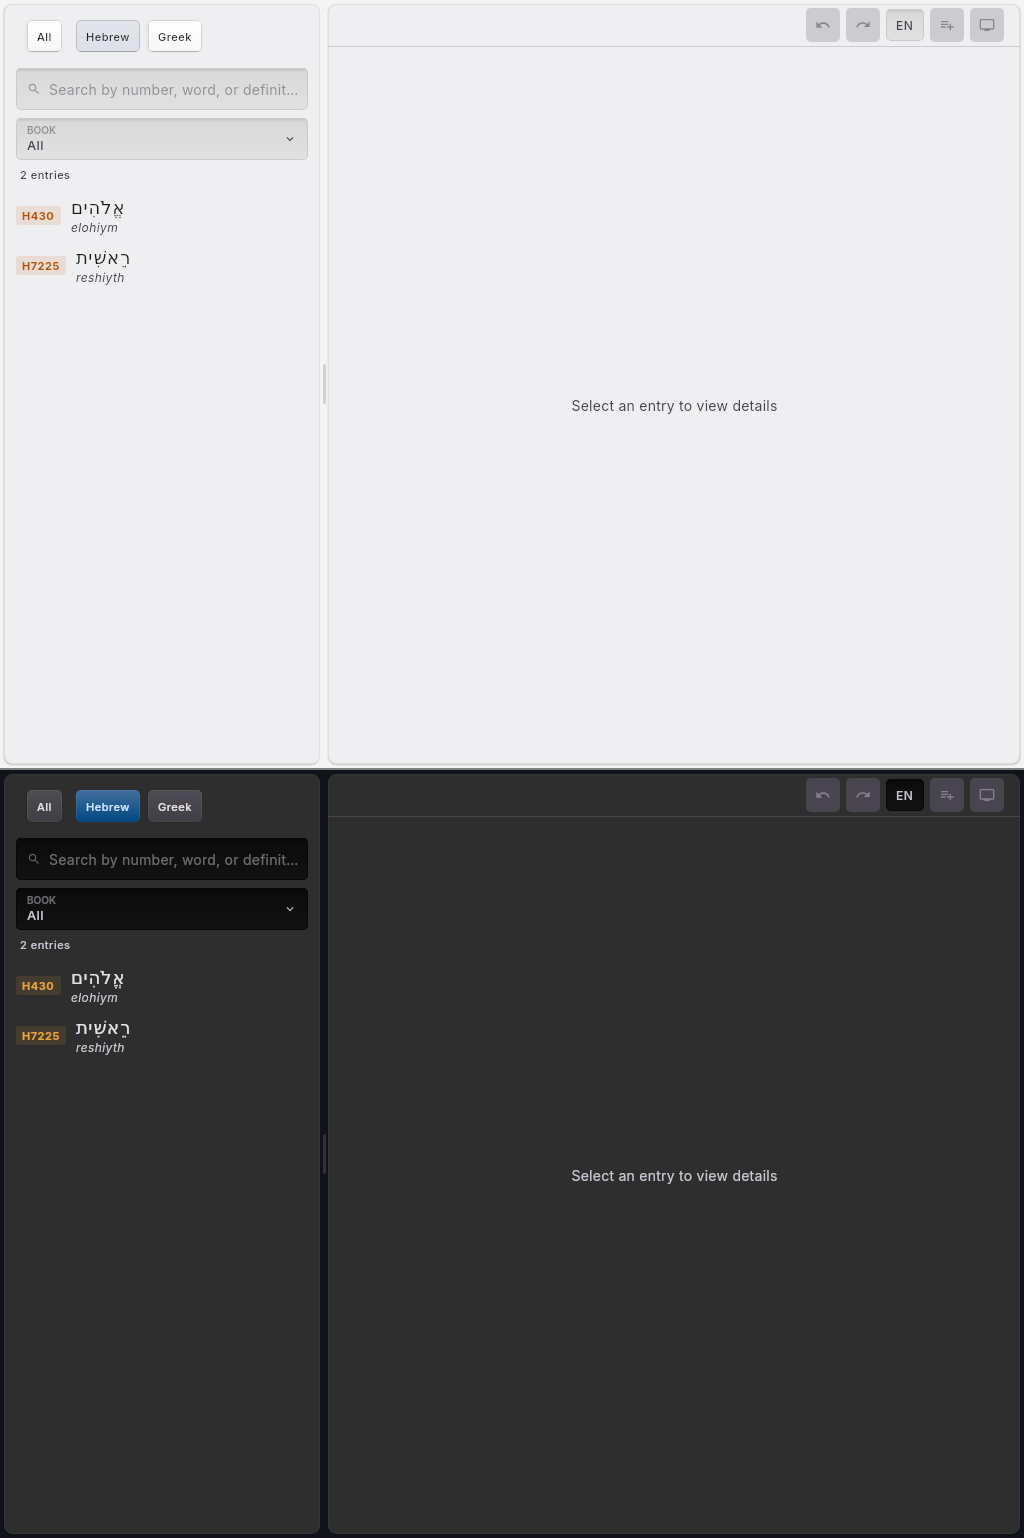 All Hebrew Greek
EN
Search by number, word, or definit...
BOOK
All
2 entries
H430 אֱלֹהִים
elohiym
H7225 רֵאשִׁית
reshiyth
Select an entry to view details
All Hebrew Greek
EN
Search by number, word, or definit...
BOOK
All
2 entries
H430 אֱלֹהִים
elohiym
H7225 רֵאשִׁית
reshiyth
Select an entry to view details